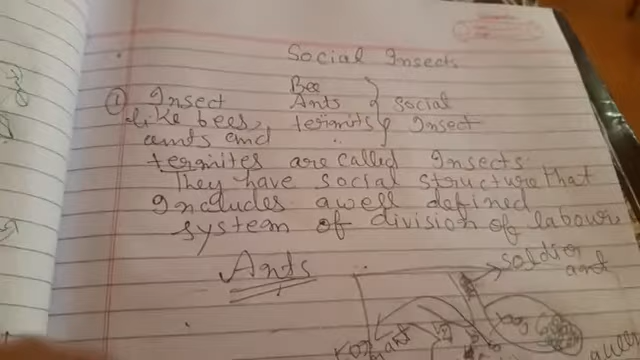 Social Insects
Bee
① Insect Ants } social
like bees, termits } Insect
ants and
termites are called Insects.
They have social structure that
Includes a well defined
system of division of labour
Ants
soldier
ant
ant